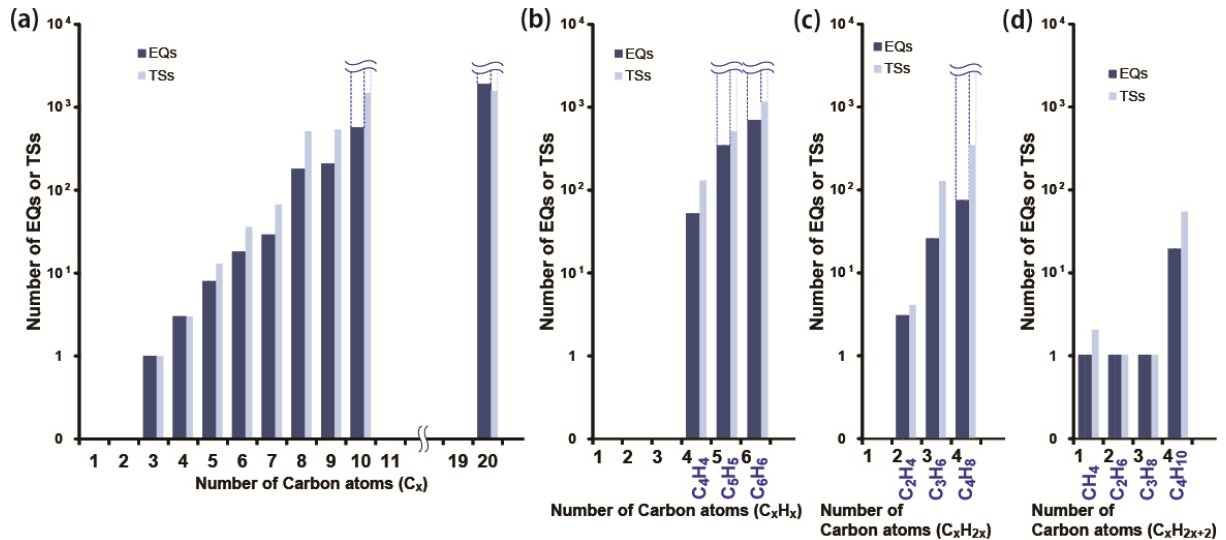 (a)
Number of EQs or TSs
10⁴
10³
10²
10¹
1
0
EQs
TSs
1 2 3 4 5 6 7 8 9 10 11 19 20
Number of Carbon atoms (Cₓ)
(b)
Number of EQs or TSs
10⁴
10³
10²
10¹
1
0
EQs
TSs
1 2 3 4 5 6
C₄H₄ C₅H₅ C₆H₆
Number of Carbon atoms (CₓHₓ)
(c)
Number of EQs or TSs
10⁴
10³
10²
10¹
1
0
EQs
TSs
1 2 3 4
C₂H₄ C₃H₆ C₄H₈
Number of
Carbon atoms (CₓH₂ₓ)
(d)
Number of EQs or TSs
10⁴
10³
10²
10¹
1
0
EQs
TSs
1 2 3 4
CH₄ C₂H₆ C₃H₈ C₄H₁₀
Number of
Carbon atoms (CₓH₂ₓ₊₂)